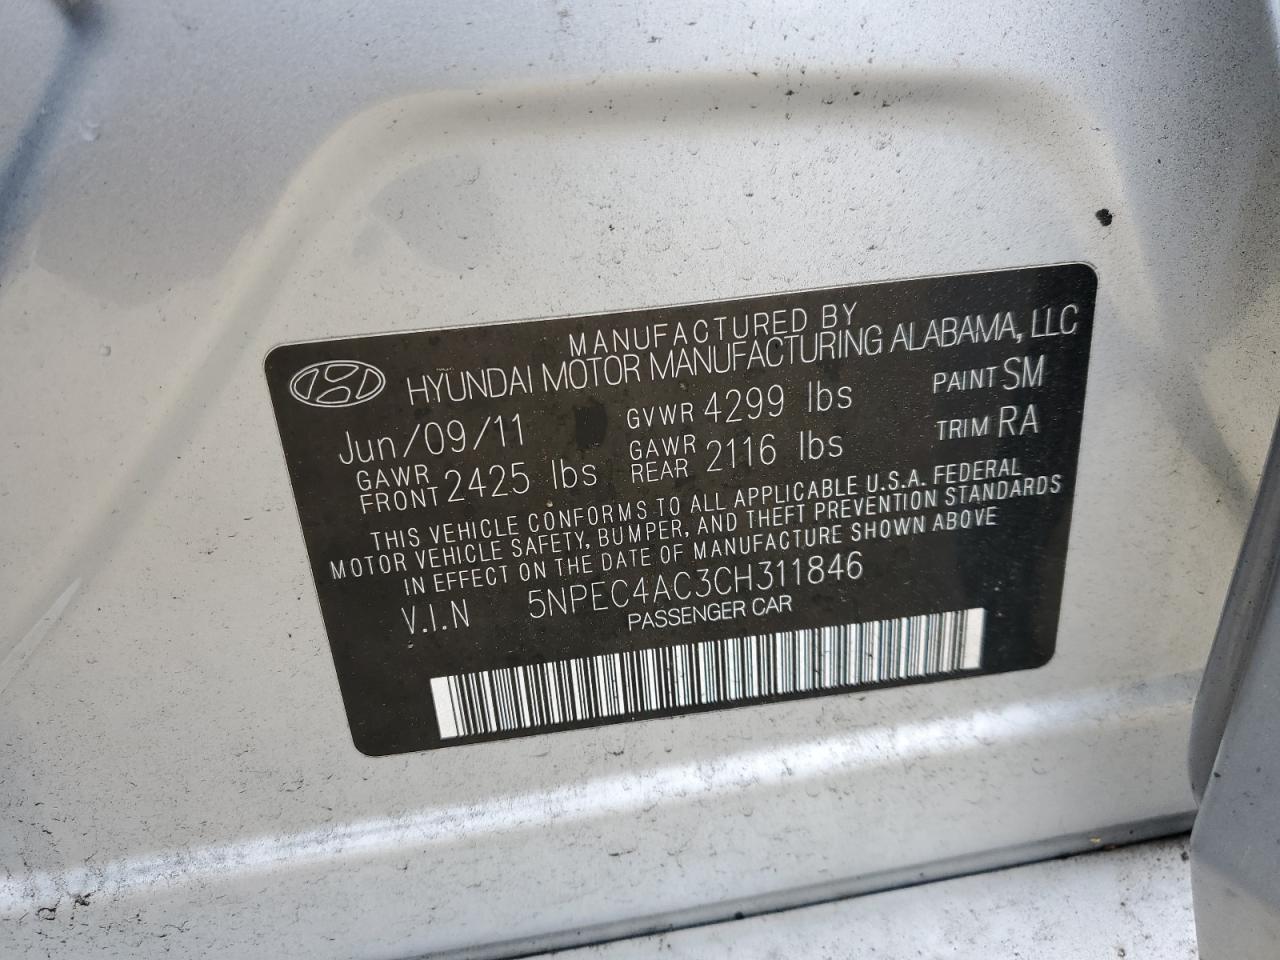 MANUFACTURED BY
HYUNDAI MOTOR MANUFACTURING ALABAMA, LLC
Jun/09/11 GVWR 4299 lbs PAINT SM
GAWR FRONT 2425 lbs GAWR REAR 2116 lbs TRIM RA
THIS VEHICLE CONFORMS TO ALL APPLICABLE U.S.A. FEDERAL
MOTOR VEHICLE SAFETY, BUMPER, AND THEFT PREVENTION STANDARDS
IN EFFECT ON THE DATE OF MANUFACTURE SHOWN ABOVE
V.I.N 5NPEC4AC3CH311846
PASSENGER CAR